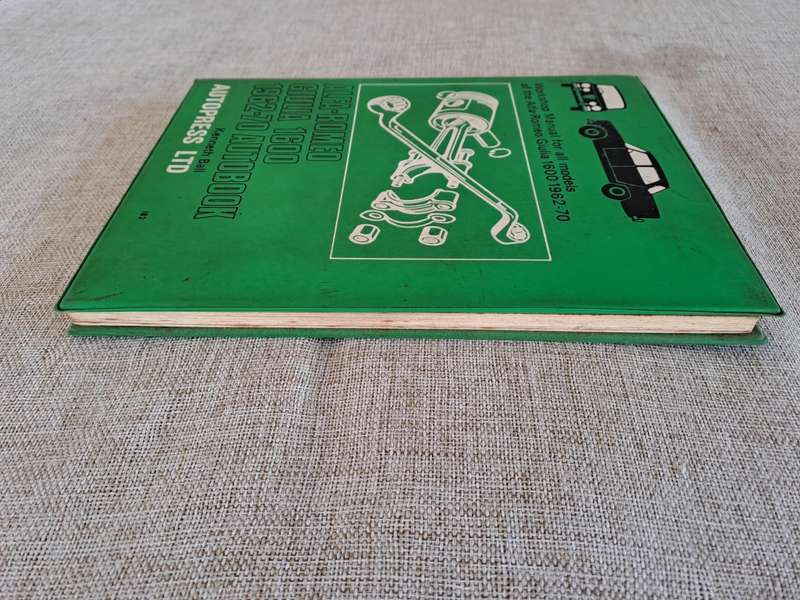 Workshop Manual for all models
of the Alfa Romeo Giulia 1600 1962-70
ALFA ROMEO
GIULIA 1600
1962-70 AUTOBOOK
Kenneth Ball
AUTOPRESS LTD